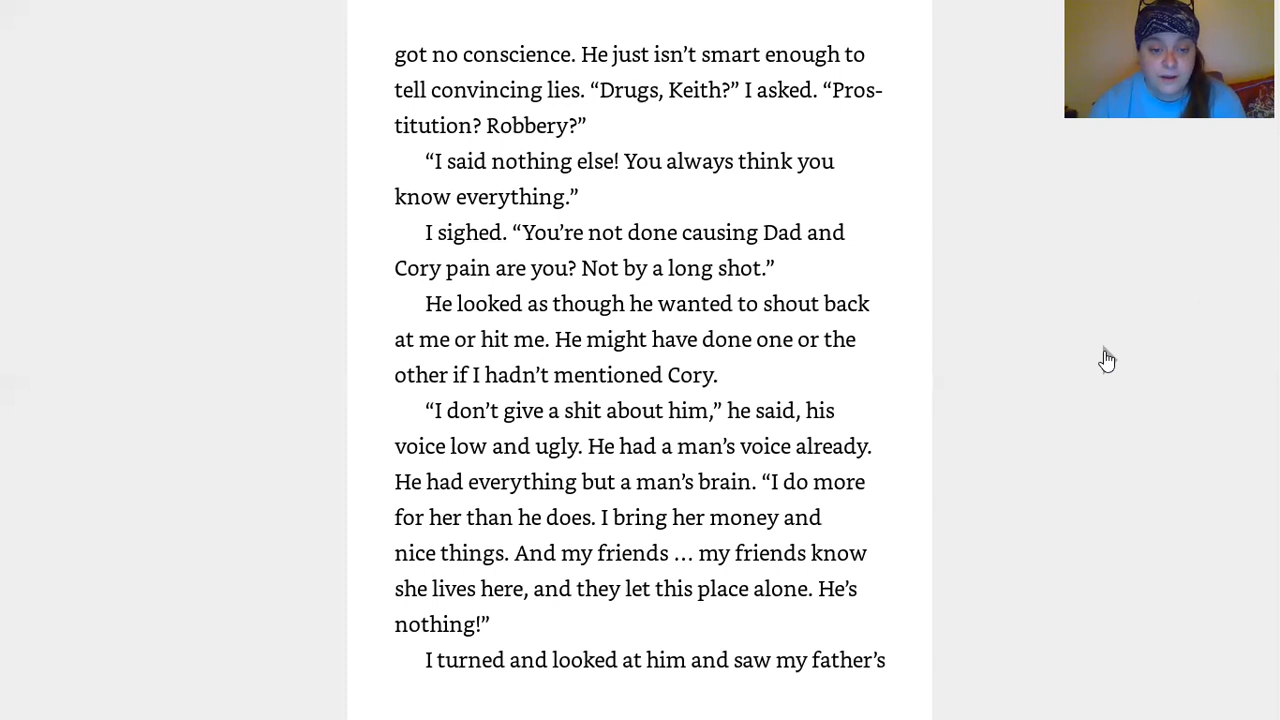 got no conscience. He just isn’t smart enough to
tell convincing lies. “Drugs, Keith?” I asked. “Pros-
titution? Robbery?”
“I said nothing else! You always think you
know everything.”
I sighed. “You’re not done causing Dad and
Cory pain are you? Not by a long shot.”
He looked as though he wanted to shout back
at me or hit me. He might have done one or the
other if I hadn’t mentioned Cory.
“I don’t give a shit about him,” he said, his
voice low and ugly. He had a man’s voice already.
He had everything but a man’s brain. “I do more
for her than he does. I bring her money and
nice things. And my friends … my friends know
she lives here, and they let this place alone. He’s
nothing!”
I turned and looked at him and saw my father’s